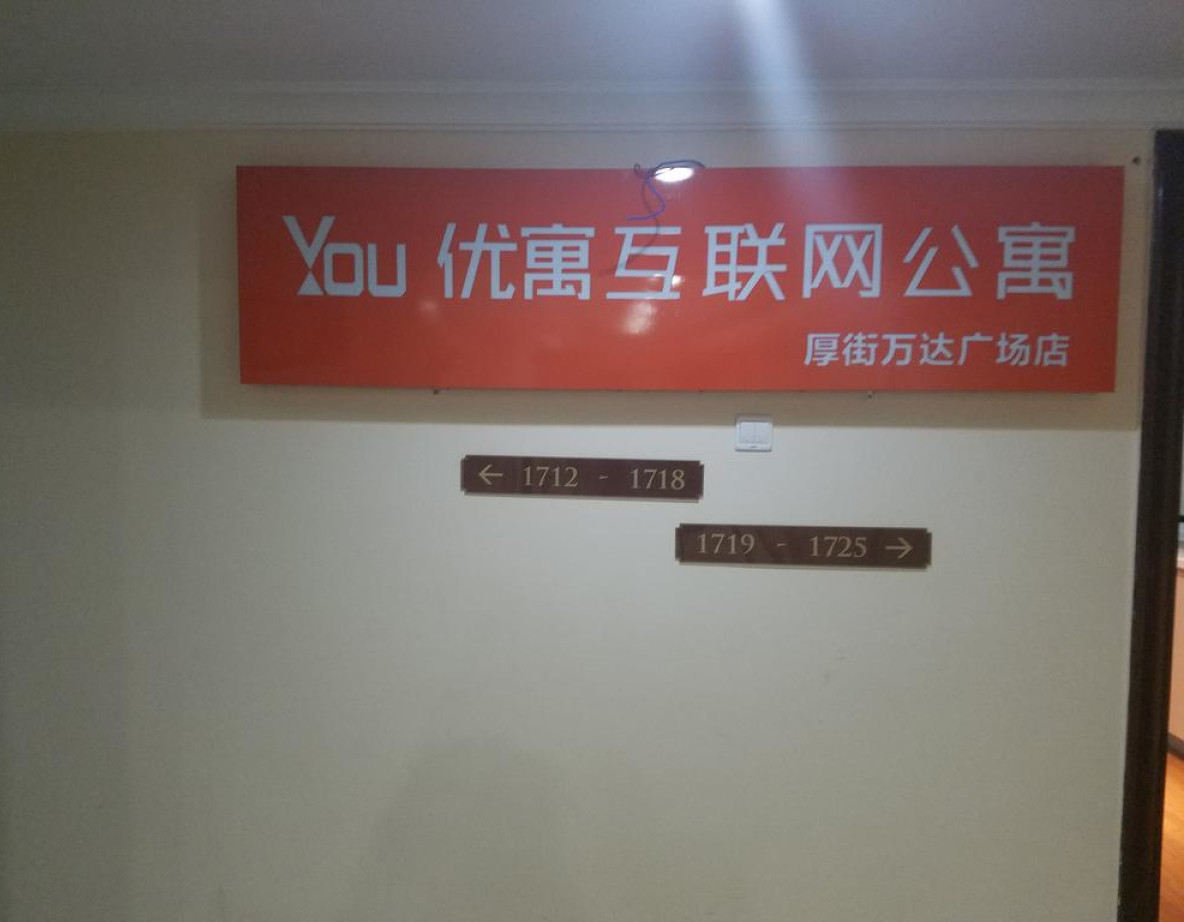 You 优寓互联网公寓
厚街万达广场店
← 1712 - 1718
1719 - 1725 →